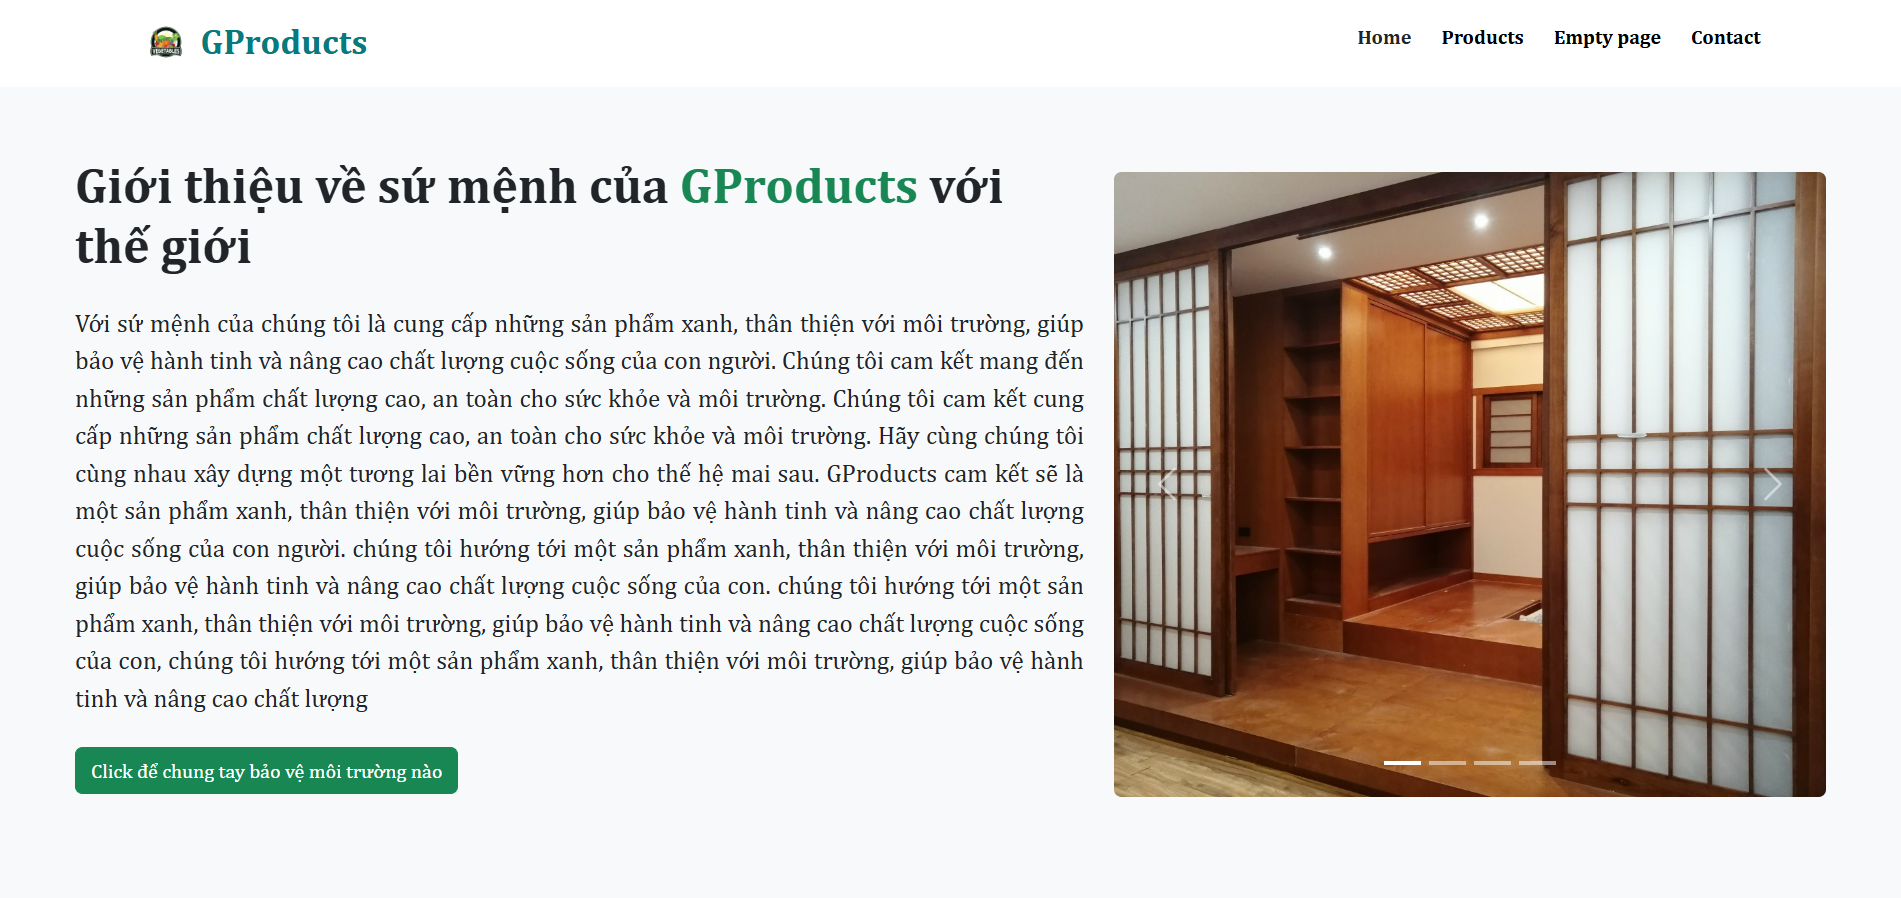 VEGETABLES
GProducts
Home
Products
Empty page
Contact
Giới thiệu về sứ mệnh của GProducts với
thế giới
Với sứ mệnh của chúng tôi là cung cấp những sản phẩm xanh, thân thiện với môi trường, giúp
bảo vệ hành tinh và nâng cao chất lượng cuộc sống của con người. Chúng tôi cam kết mang đến
những sản phẩm chất lượng cao, an toàn cho sức khỏe và môi trường. Chúng tôi cam kết cung
cấp những sản phẩm chất lượng cao, an toàn cho sức khỏe và môi trường. Hãy cùng chúng tôi
cùng nhau xây dựng một tương lai bền vững hơn cho thế hệ mai sau. GProducts cam kết sẽ là
một sản phẩm xanh, thân thiện với môi trường, giúp bảo vệ hành tinh và nâng cao chất lượng
cuộc sống của con người. chúng tôi hướng tới một sản phẩm xanh, thân thiện với môi trường,
giúp bảo vệ hành tinh và nâng cao chất lượng cuộc sống của con. chúng tôi hướng tới một sản
phẩm xanh, thân thiện với môi trường, giúp bảo vệ hành tinh và nâng cao chất lượng cuộc sống
của con, chúng tôi hướng tới một sản phẩm xanh, thân thiện với môi trường, giúp bảo vệ hành
tinh và nâng cao chất lượng
Click để chung tay bảo vệ môi trường nào